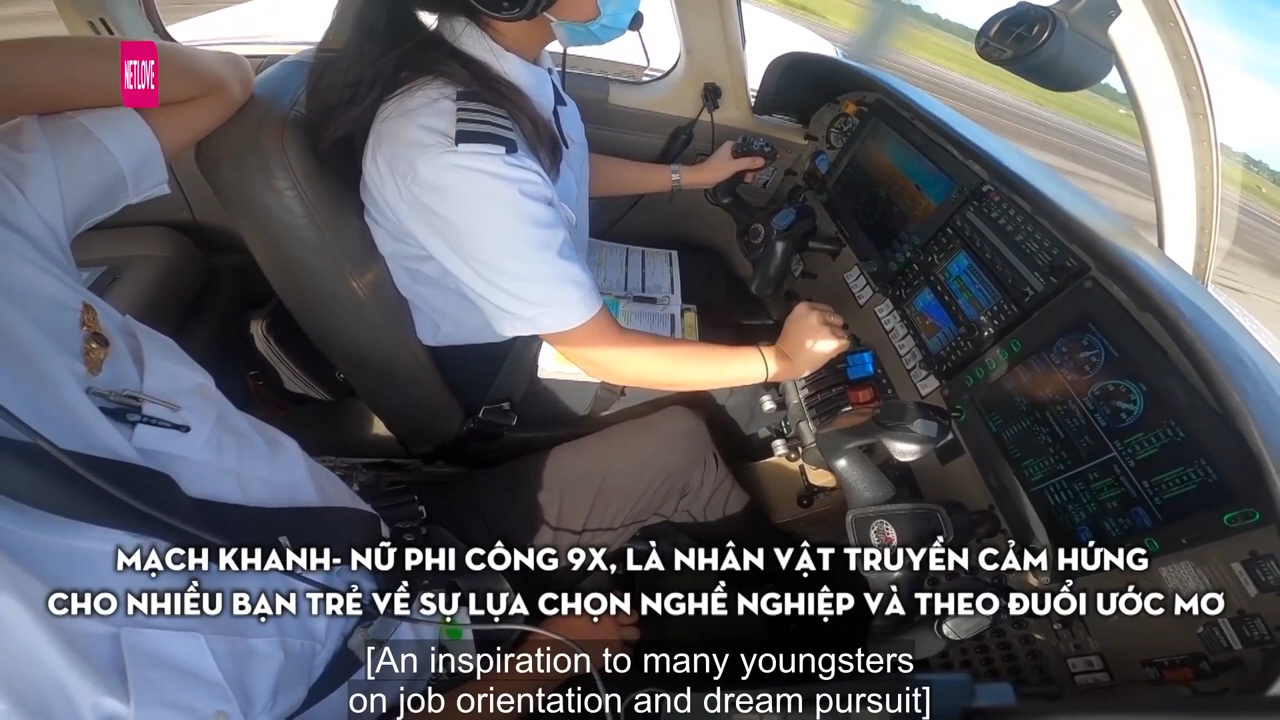 NETLOVE
MẠCH KHANH- NỮ PHI CÔNG 9X, LÀ NHÂN VẬT TRUYỀN CẢM HỨNG
CHO NHIỀU BẠN TRẺ VỀ SỰ LỰA CHỌN NGHỀ NGHIỆP VÀ THEO ĐUỔI ƯỚC MƠ
[An inspiration to many youngsters
on job orientation and dream pursuit]